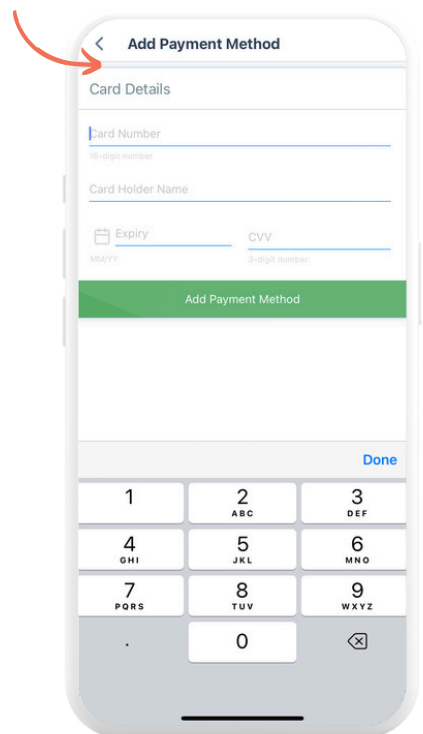 Add Payment Method
Card Details
Card Number
16-digit number
Card Holder Name
Expiry CVV
MM/YY 3-digit number
Add Payment Method
Done
1 2 3
ABC DEF
4 5 6
GHI JKL MNO
7 8 9
PQRS TUV WXYZ
. 0